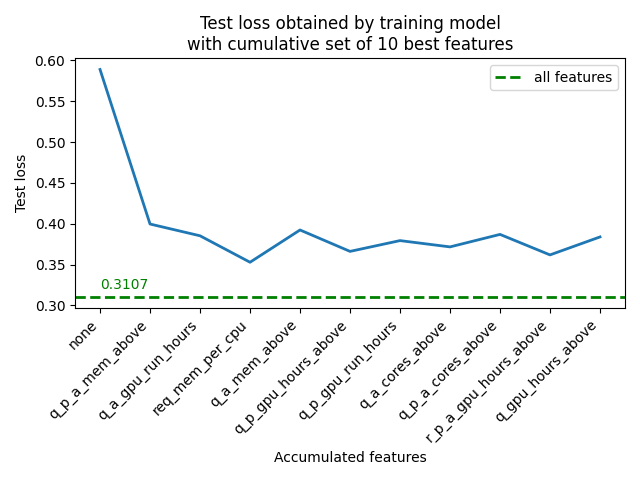 Test loss obtained by training model
with cumulative set of 10 best features
0.60
0.55
0.50
0.45
0.40
0.35
0.30
Test loss
all features
0.3107
none
q_p_a_mem_above
q_a_gpu_run_hours
req_mem_per_cpu
q_a_mem_above
q_p_gpu_hours_above
q_p_gpu_run_hours
q_a_cores_above
q_p_a_cores_above
r_p_a_gpu_hours_above
q_gpu_hours_above
Accumulated features